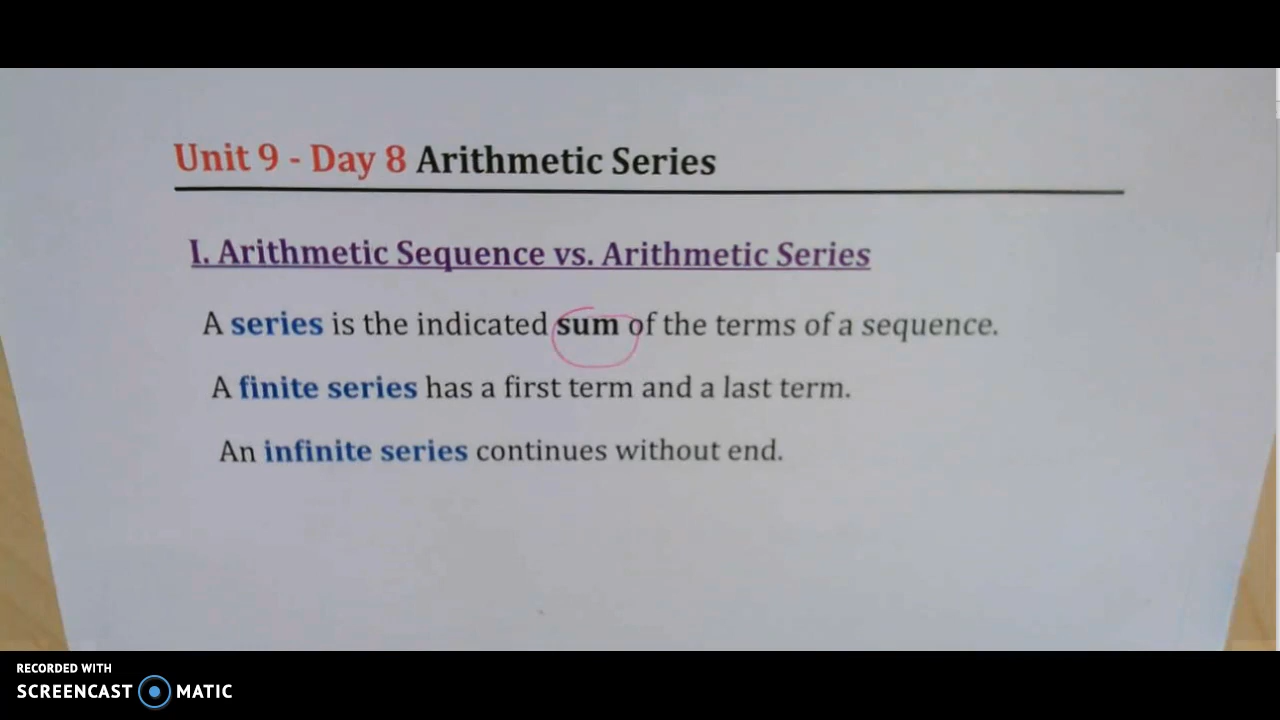 Unit 9 - Day 8 Arithmetic Series
I. Arithmetic Sequence vs. Arithmetic Series
A series is the indicated sum of the terms of a sequence.
A finite series has a first term and a last term.
An infinite series continues without end.
RECORDED WITH
SCREENCAST MATIC